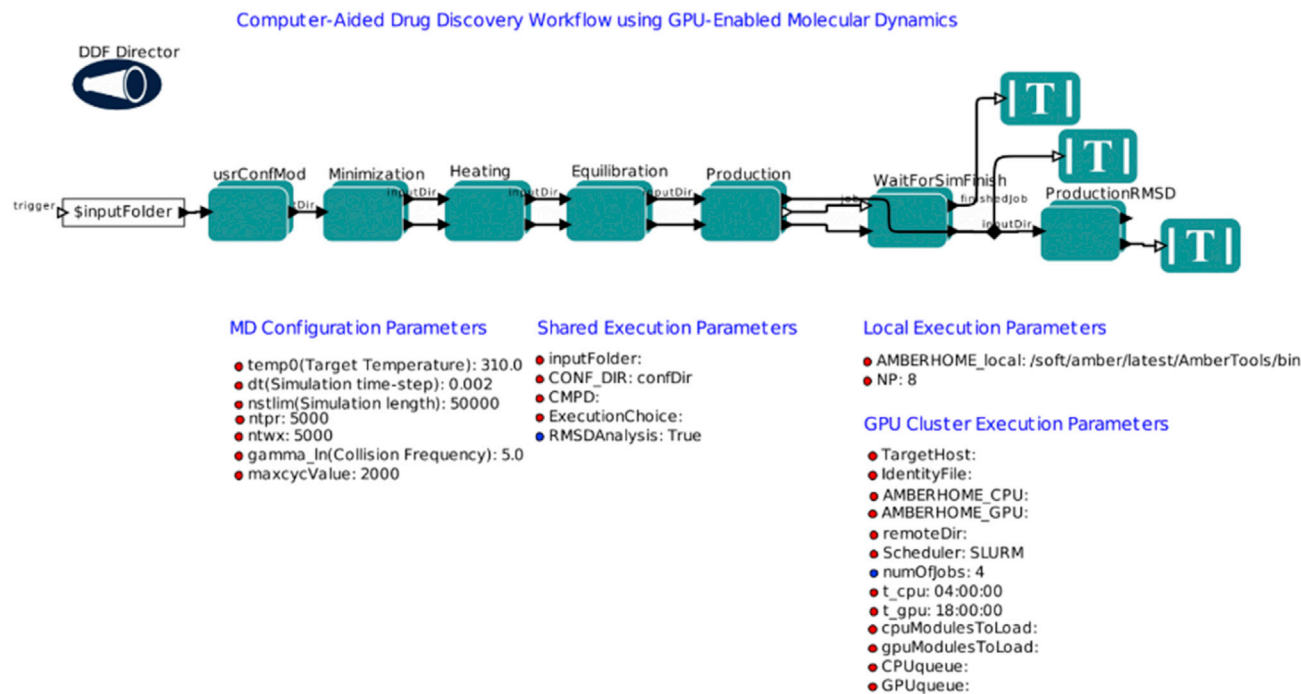 Computer-Aided Drug Discovery Workflow using GPU-Enabled Molecular Dynamics
DDF Director
T
T
usrConfMod
Minimization
Heating
Equilibration
Production
WaitForSimFinish
ProductionRMSD
trigger
$inputFolder
Dir
inputDir
inputDir
inputDir
job
finishedJob
inputDir
T
MD Configuration Parameters
temp0(Target Temperature): 310.0
dt(Simulation time-step): 0.002
nstlim(Simulation length): 50000
ntpr: 5000
ntwx: 5000
gamma_ln(Collision Frequency): 5.0
maxcycValue: 2000
Shared Execution Parameters
inputFolder:
CONF_DIR: confDir
CMPD:
ExecutionChoice:
RMSDAnalysis: True
Local Execution Parameters
AMBERHOME_local: /soft/amber/latest/AmberTools/bin
NP: 8
GPU Cluster Execution Parameters
TargetHost:
IdentityFile:
AMBERHOME_CPU:
AMBERHOME_GPU:
remoteDir:
Scheduler: SLURM
numOfJobs: 4
t_cpu: 04:00:00
t_gpu: 18:00:00
cpuModulesToLoad:
gpuModulesToLoad:
CPUqueue:
GPUqueue: